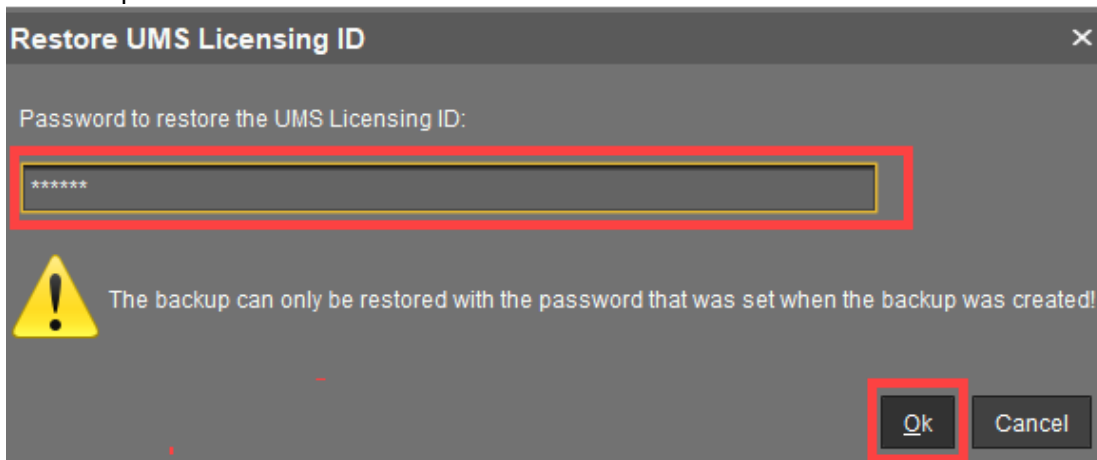 Restore UMS Licensing ID
Password to restore the UMS Licensing ID:
******
The backup can only be restored with the password that was set when the backup was created!
Ok Cancel